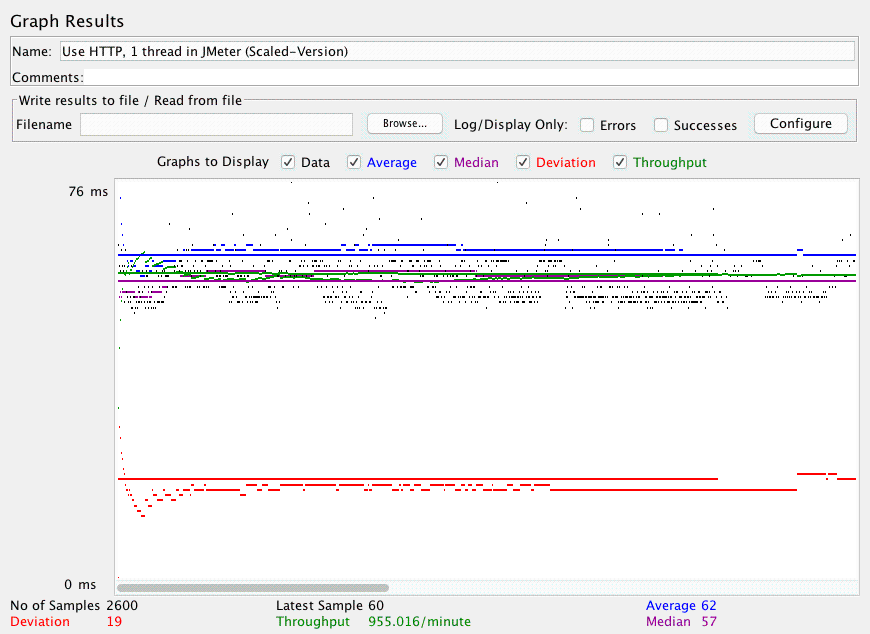 Graph Results
Name: Use HTTP, 1 thread in JMeter (Scaled-Version)
Comments:
Write results to file / Read from file
Filename Browse... Log/Display Only: Errors Successes Configure
Graphs to Display Data Average Median Deviation Throughput
76 ms
0 ms
No of Samples 2600 Latest Sample 60 Average 62
Deviation 19 Throughput 955.016/minute Median 57